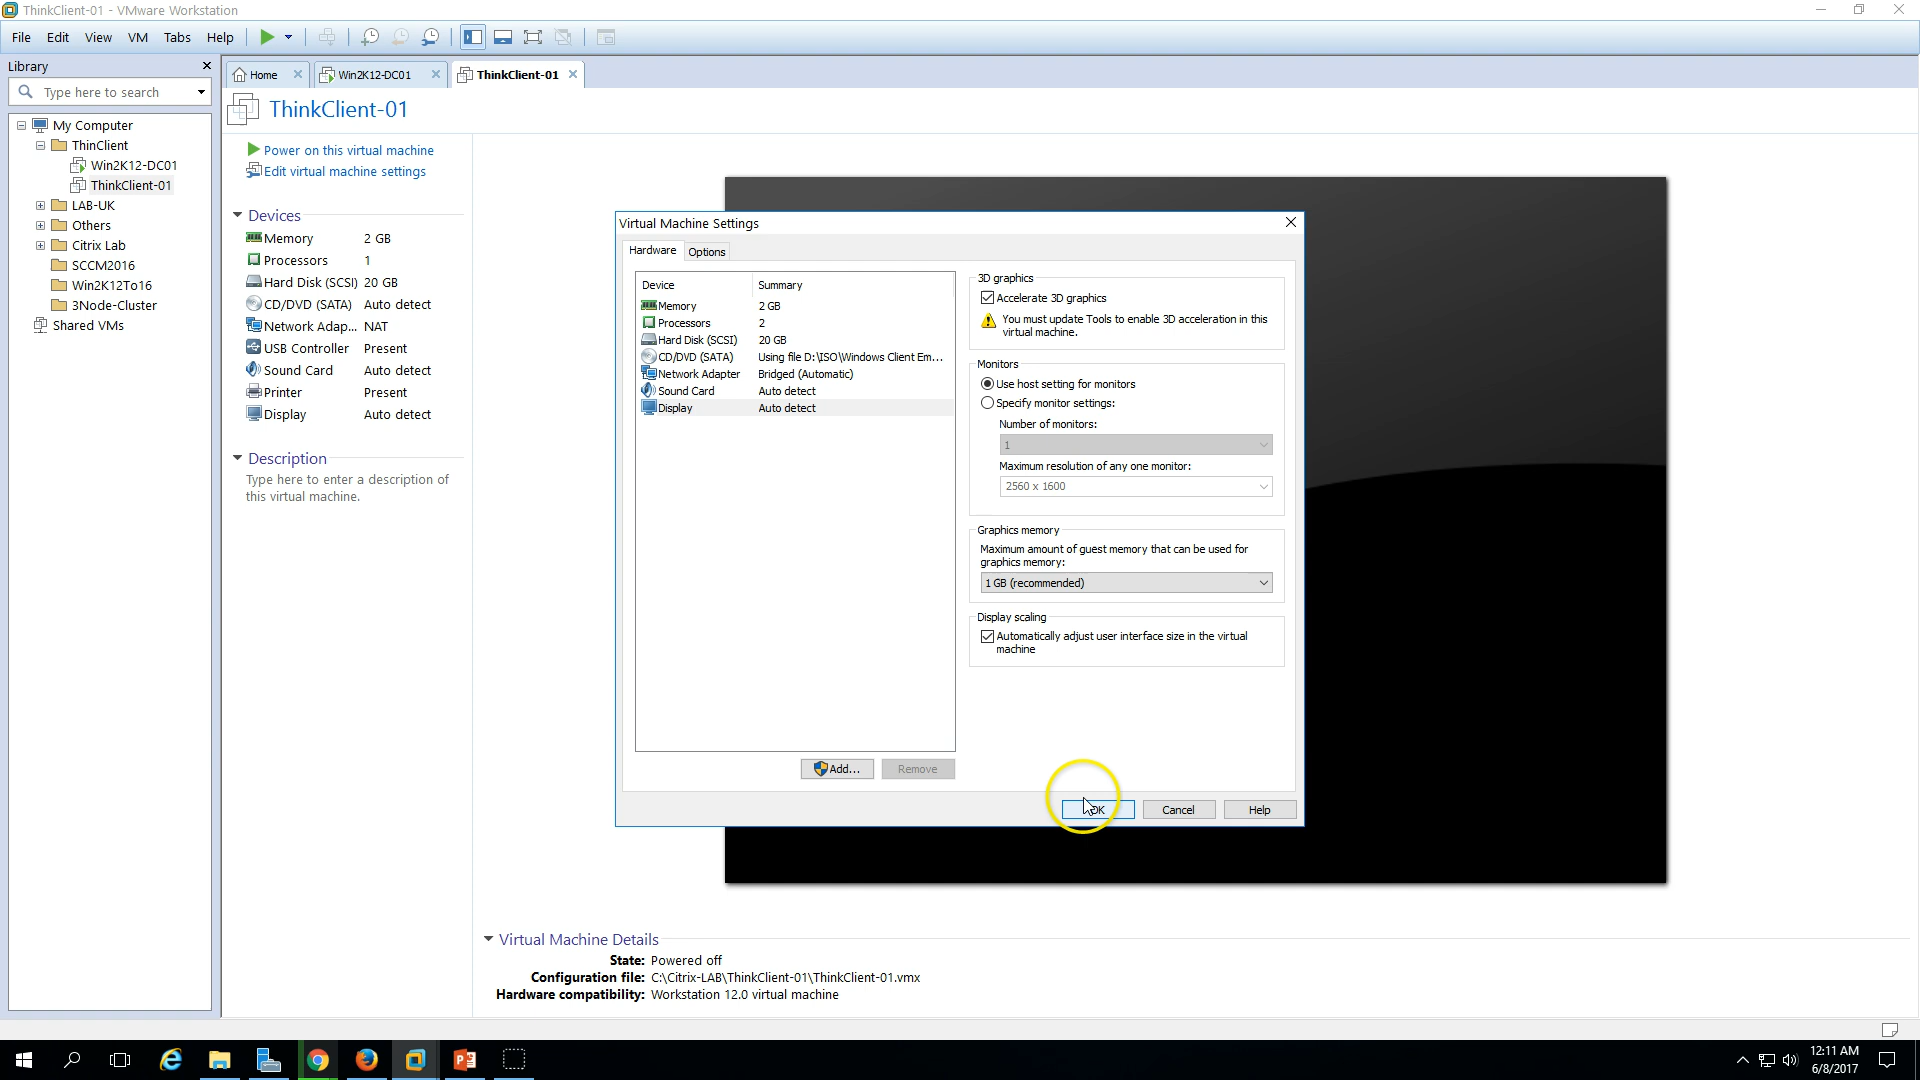 ThinkClient-01 - VMware Workstation
File Edit View VM Tabs Help
Library
Type here to search
My Computer
ThinClient
Win2K12-DC01
ThinkClient-01
LAB-UK
Others
Citrix Lab
SCCM2016
Win2K12To16
3Node-Cluster
Shared VMs
Home
Win2K12-DC01
ThinkClient-01
ThinkClient-01
Power on this virtual machine
Edit virtual machine settings
Devices
Memory 2 GB
Processors 1
Hard Disk (SCSI) 20 GB
CD/DVD (SATA) Auto detect
Network Adap... NAT
USB Controller Present
Sound Card Auto detect
Printer Present
Display Auto detect
Description
Type here to enter a description of
this virtual machine.
Virtual Machine Settings
Hardware Options
Device Summary
Memory 2 GB
Processors 2
Hard Disk (SCSI) 20 GB
CD/DVD (SATA) Using file D:\ISO\Windows Client Em...
Network Adapter Bridged (Automatic)
Sound Card Auto detect
Display Auto detect
Add... Remove
3D graphics
Accelerate 3D graphics
You must update Tools to enable 3D acceleration in this
virtual machine.
Monitors
Use host setting for monitors
Specify monitor settings:
Number of monitors:
1
Maximum resolution of any one monitor:
2560 x 1600
Graphics memory
Maximum amount of guest memory that can be used for
graphics memory:
1 GB (recommended)
Display scaling
Automatically adjust user interface size in the virtual
machine
OK Cancel Help
Virtual Machine Details
State: Powered off
Configuration file: C:\Citrix-LAB\ThinkClient-01\ThinkClient-01.vmx
Hardware compatibility: Workstation 12.0 virtual machine
12:11 AM
6/8/2017